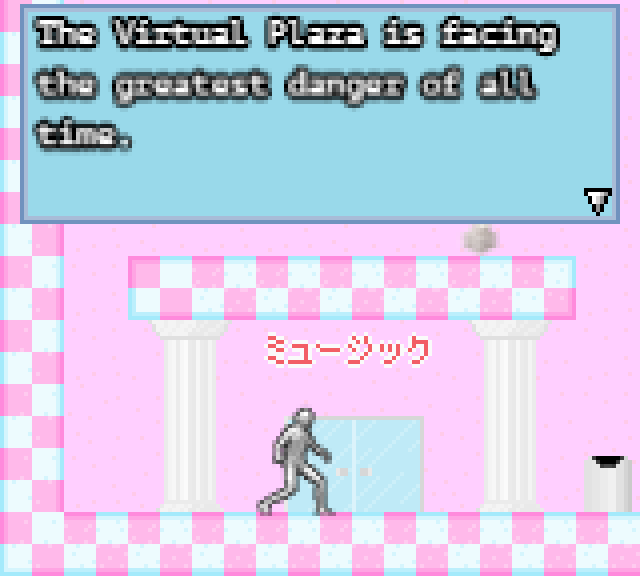 The Virtual Plaza is facing
the greatest danger of all
time.
ミュージック